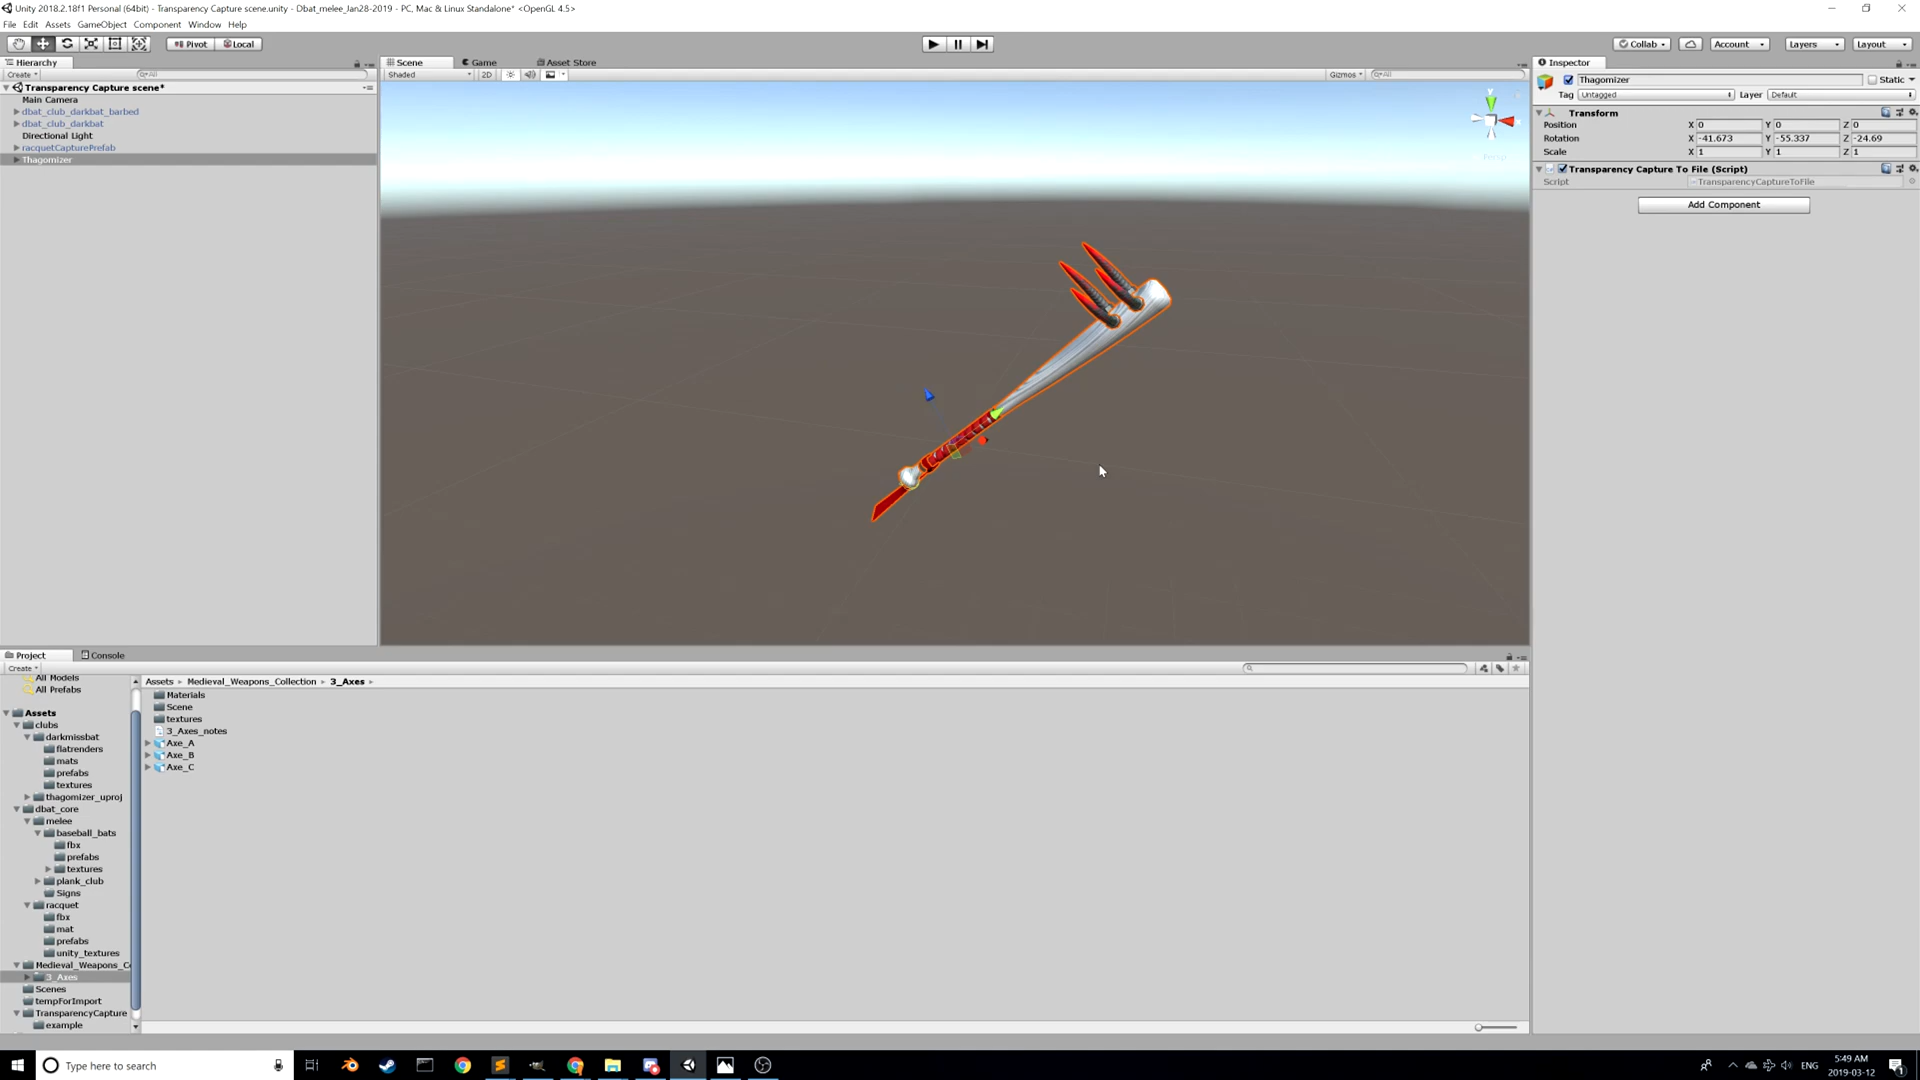 Unity 2018.2.18f1 Personal (64bit) - Transparency Capture scene.unity - Dbat_melee_Jan28-2019 - PC, Mac & Linux Standalone* <OpenGL 4.5>
File Edit Assets GameObject Component Window Help
Pivot Local Collab Account Layers Layout
Hierarchy
Create All
Transparency Capture scene*
Main Camera
dbat_club_darkbat_barbed
dbat_club_darkbat
Directional Light
racquetCapturePrefab
Thagomizer
Scene Game Asset Store
Shaded 2D Gizmos All
y
Persp
Inspector
Thagomizer Static
Tag Untagged Layer Default
Transform
Position X 0 Y 0 Z 0
Rotation X -41.673 Y -55.337 Z -24.69
Scale X 1 Y 1 Z 1
Transparency Capture To File (Script)
Script TransparencyCaptureToFile
Add Component
Project Console
Create
All Models
All Prefabs
Assets
clubs
darkmissbat
flatrenders
mats
prefabs
textures
thagomizer_uproj
dbat_core
melee
baseball_bats
fbx
prefabs
textures
plank_club
Signs
racquet
fbx
mat
prefabs
unity_textures
Medieval_Weapons_Co
3_Axes
Scenes
tempForImport
TransparencyCapture
example
Assets Medieval_Weapons_Collection 3_Axes
Materials
Scene
textures
3_Axes_notes
Axe_A
Axe_B
Axe_C
Type here to search
ENG
5:49 AM
2019-03-12
1